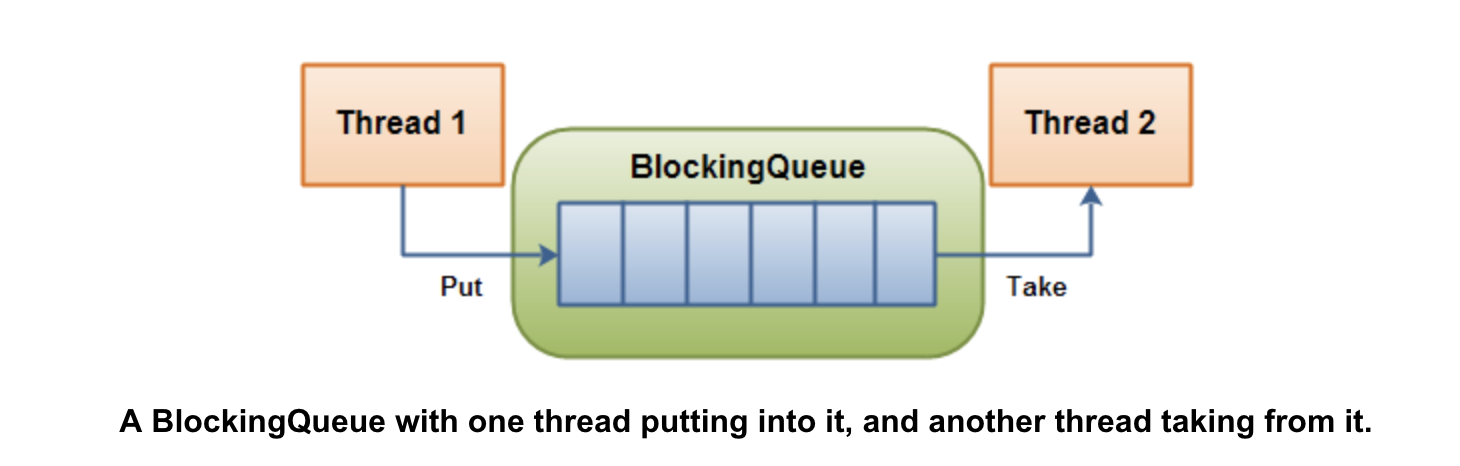 Thread 1
Thread 2
BlockingQueue
Put
Take
A BlockingQueue with one thread putting into it, and another thread taking from it.